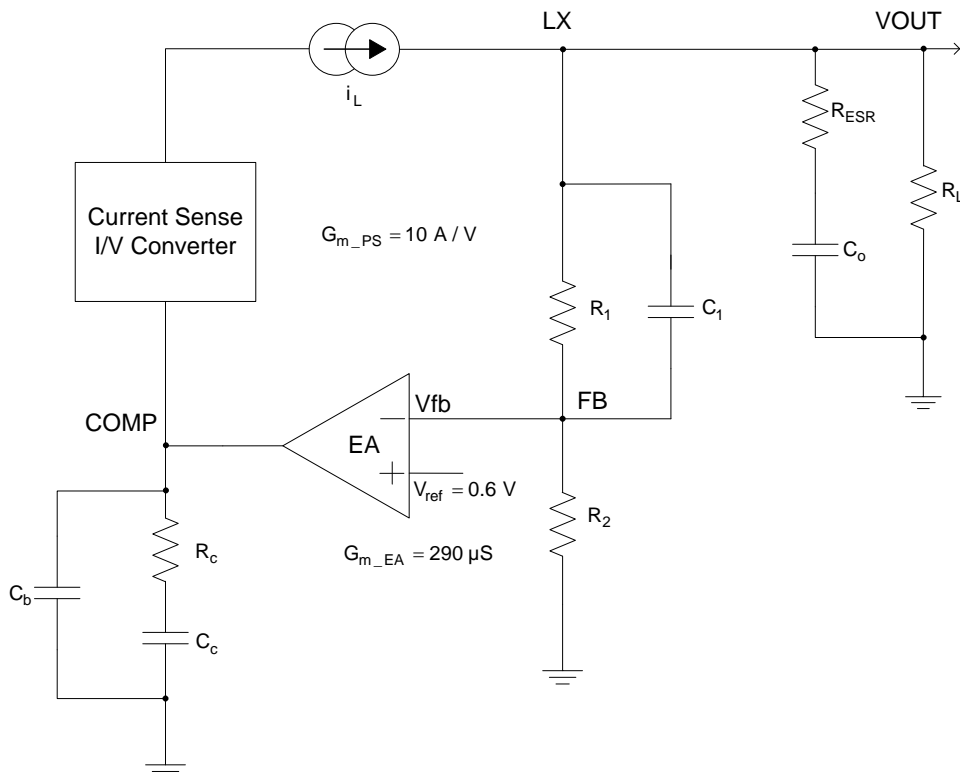 LX
VOUT
i_L
R_ESR
R_L
Current Sense
I/V Converter
G_m_PS = 10 A / V
C_o
R_1
C_1
Vfb
FB
COMP
EA
V_ref = 0.6 V
R_2
G_m_EA = 290 µS
R_c
C_b
C_c